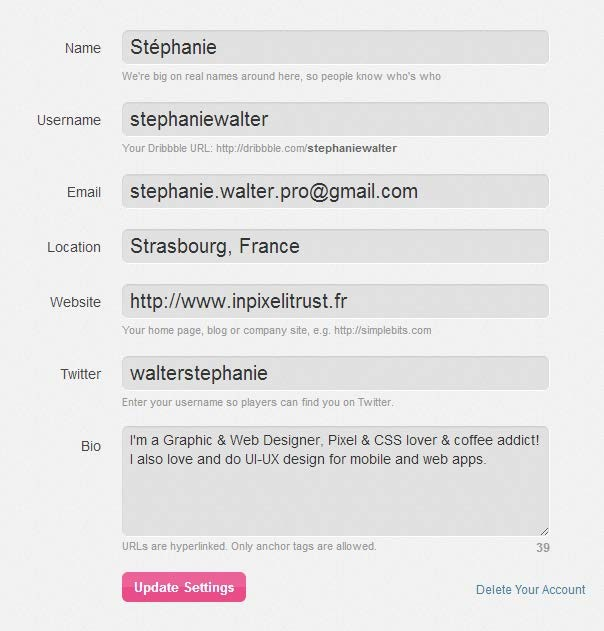 Name Stéphanie
We're big on real names around here, so people know who's who
Username stephaniewalter
Your Dribbble URL: http://dribbble.com/stephaniewalter
Email stephanie.walter.pro@gmail.com
Location Strasbourg, France
Website http://www.inpixelitrust.fr
Your home page, blog or company site, e.g. http://simplebits.com
Twitter walterstephanie
Enter your username so players can find you on Twitter.
Bio I'm a Graphic & Web Designer, Pixel & CSS lover & coffee addict!
I also love and do UI-UX design for mobile and web apps.
URLs are hyperlinked. Only anchor tags are allowed. 39
Update Settings Delete Your Account